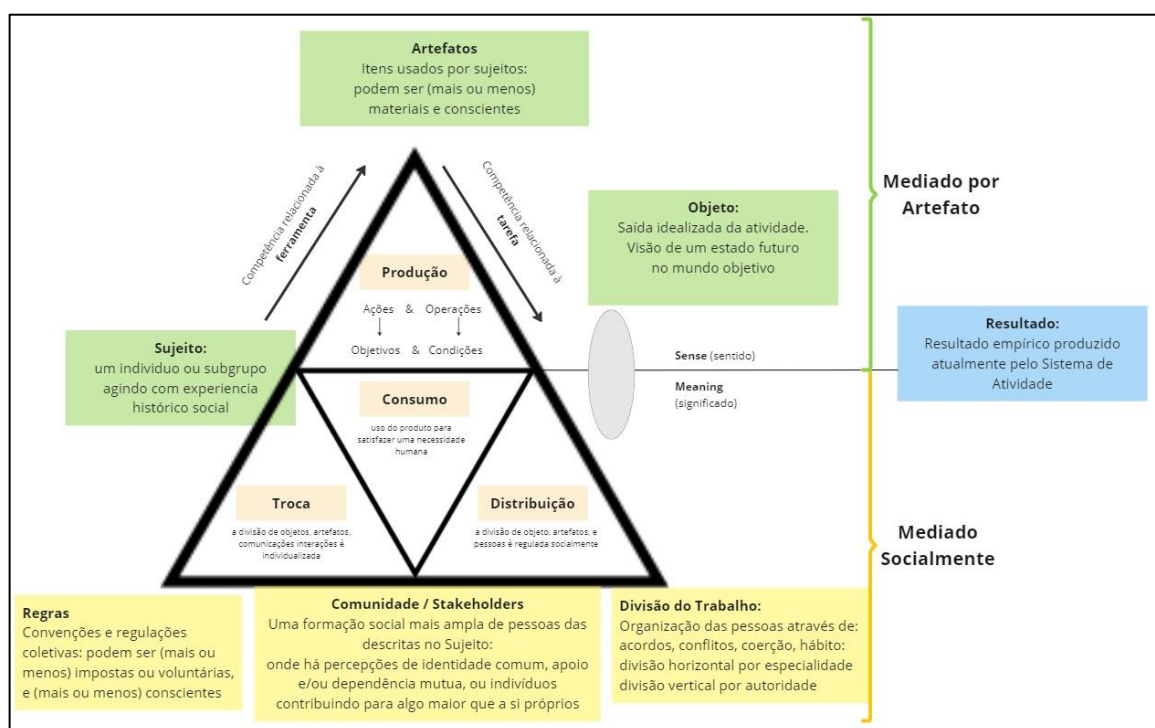 Artefatos
Itens usados por sujeitos:
podem ser (mais ou menos)
materiais e conscientes
Competência relacionada à
ferramenta
Competência relacionada à
tarefa
Mediado por
Artefato
Objeto:
Saída idealizada da atividade.
Visão de um estado futuro
no mundo objetivo
Produção
Ações & Operações
Objetivos & Condições
Sujeito:
um individuo ou subgrupo
agindo com experiencia
histórico social
Sense (sentido)
Meaning
(significado)
Resultado:
Resultado empírico produzido
atualmente pelo Sistema de
Atividade
Consumo
uso do produto para
satisfazer uma necessidade
humana
Troca
a divisão de objetos, artefatos,
comunicações interações é
individualizada
Distribuição
a divisão de objeto, artefatos, e
pessoas é regulada socialmente
Mediado
Socialmente
Regras
Convenções e regulações
coletivas: podem ser (mais ou
menos) impostas ou voluntárias,
e (mais ou menos) conscientes
Comunidade / Stakeholders
Uma formação social mais ampla de pessoas das
descritas no Sujeito:
onde há percepções de identidade comum, apoio
e/ou dependência mutua, ou indivíduos
contribuindo para algo maior que a si próprios
Divisão do Trabalho:
Organização das pessoas através de:
acordos, conflitos, coerção, hábito:
divisão horizontal por especialidade
divisão vertical por autoridade